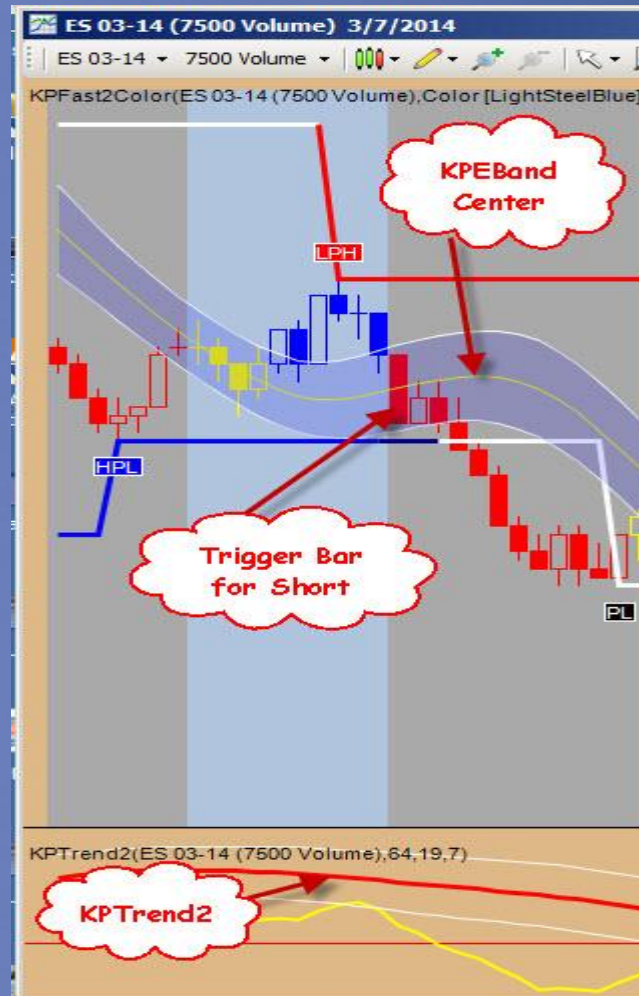 ES 03-14 (7500 Volume) 3/7/2014
ES 03-14 7500 Volume
KPFast2Color(ES 03-14 (7500 Volume),Color [LightSteelBlue]
KPEBand
Center
LPH
HPL
Trigger Bar
for Short
PL
KPTrend2(ES 03-14 (7500 Volume),64,19,7)
KPTrend2